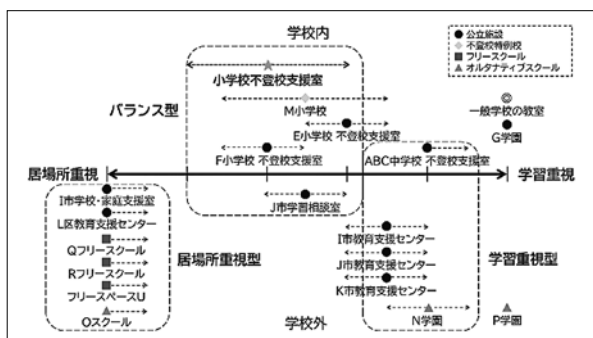 学校内
公立施設
不登校特例校
フリースクール
オルタナティブスクール
小学校不登校支援室
バランス型
M小学校
一般学校の教室
E小学校 不登校支援室
G学園
F小学校 不登校支援室
ABC中学校 不登校支援室
居場所重視
学習重視
I市学校・家庭支援室
J市学習相談室
L区教育支援センター
I市教育支援センター
Qフリースクール
居場所重視型
J市教育支援センター
学習重視型
Rフリースクール
K市教育支援センター
フリースペースU
Oスクール
学校外
N学園
P学園